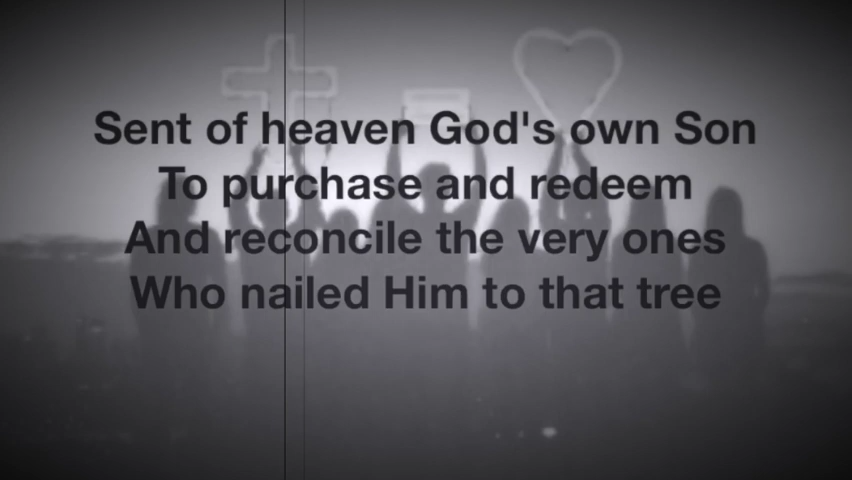 Sent of heaven God's own Son
To purchase and redeem
And reconcile the very ones
Who nailed Him to that tree